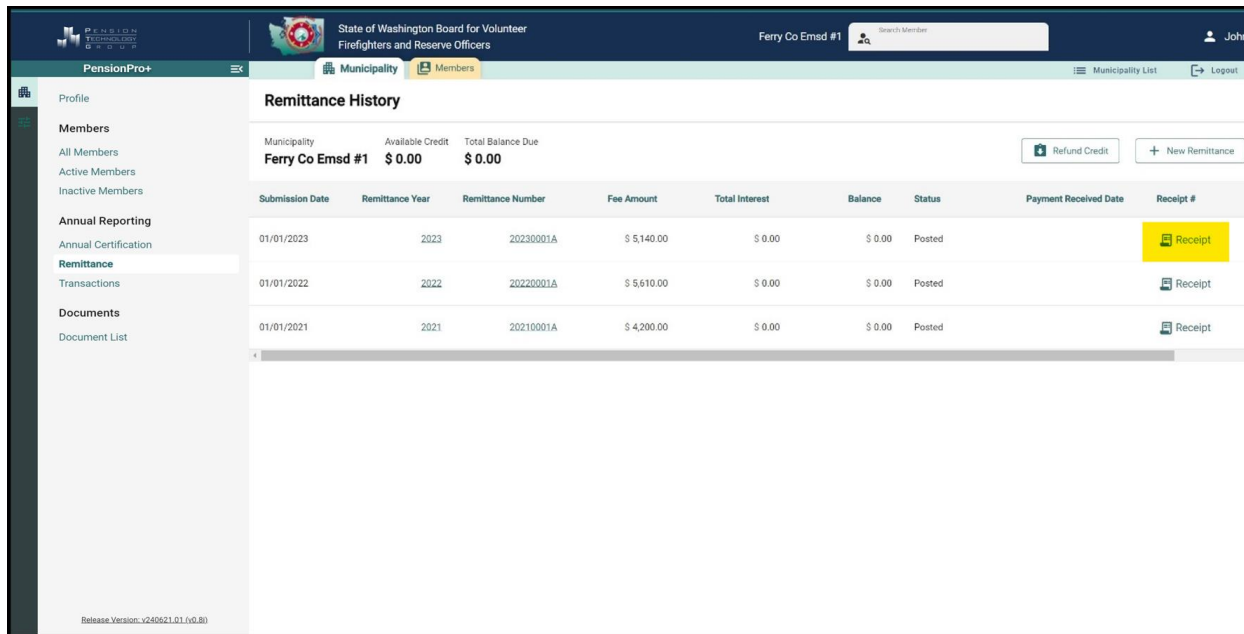 PENSION
TECHNOLOGY
GROUP
State of Washington Board for Volunteer
Firefighters and Reserve Officers
Ferry Co Emsd #1
Search Member
John
PensionPro+
Municipality
Members
Municipality List
Logout
Profile
Members
All Members
Active Members
Inactive Members
Annual Reporting
Annual Certification
Remittance
Transactions
Documents
Document List
Remittance History
Municipality Available Credit Total Balance Due
Ferry Co Emsd #1 $ 0.00 $ 0.00
Refund Credit
+ New Remittance
Submission Date Remittance Year Remittance Number Fee Amount Total Interest Balance Status Payment Received Date Receipt #
01/01/2023 2023 20230001A $ 5,140.00 $ 0.00 $ 0.00 Posted Receipt
01/01/2022 2022 20220001A $ 5,610.00 $ 0.00 $ 0.00 Posted Receipt
01/01/2021 2021 20210001A $ 4,200.00 $ 0.00 $ 0.00 Posted Receipt
Release Version: v240621.01 (v0.8i)